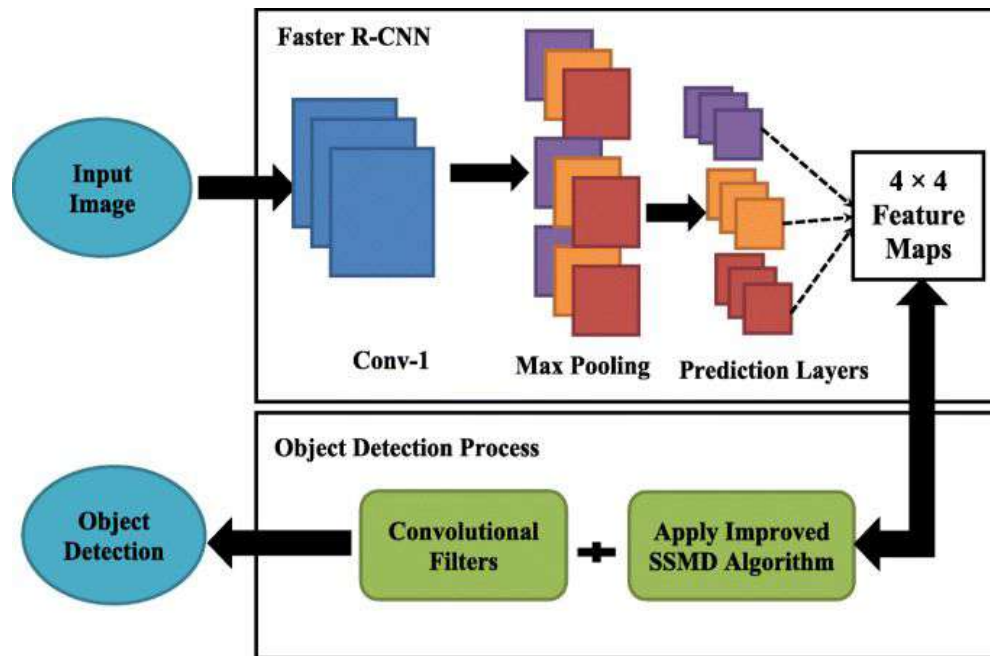 Faster R-CNN
Input
Image
4 × 4
Feature
Maps
Conv-1
Max Pooling
Prediction Layers
Object Detection Process
Object
Detection
Convolutional
Filters
+
Apply Improved
SSMD Algorithm